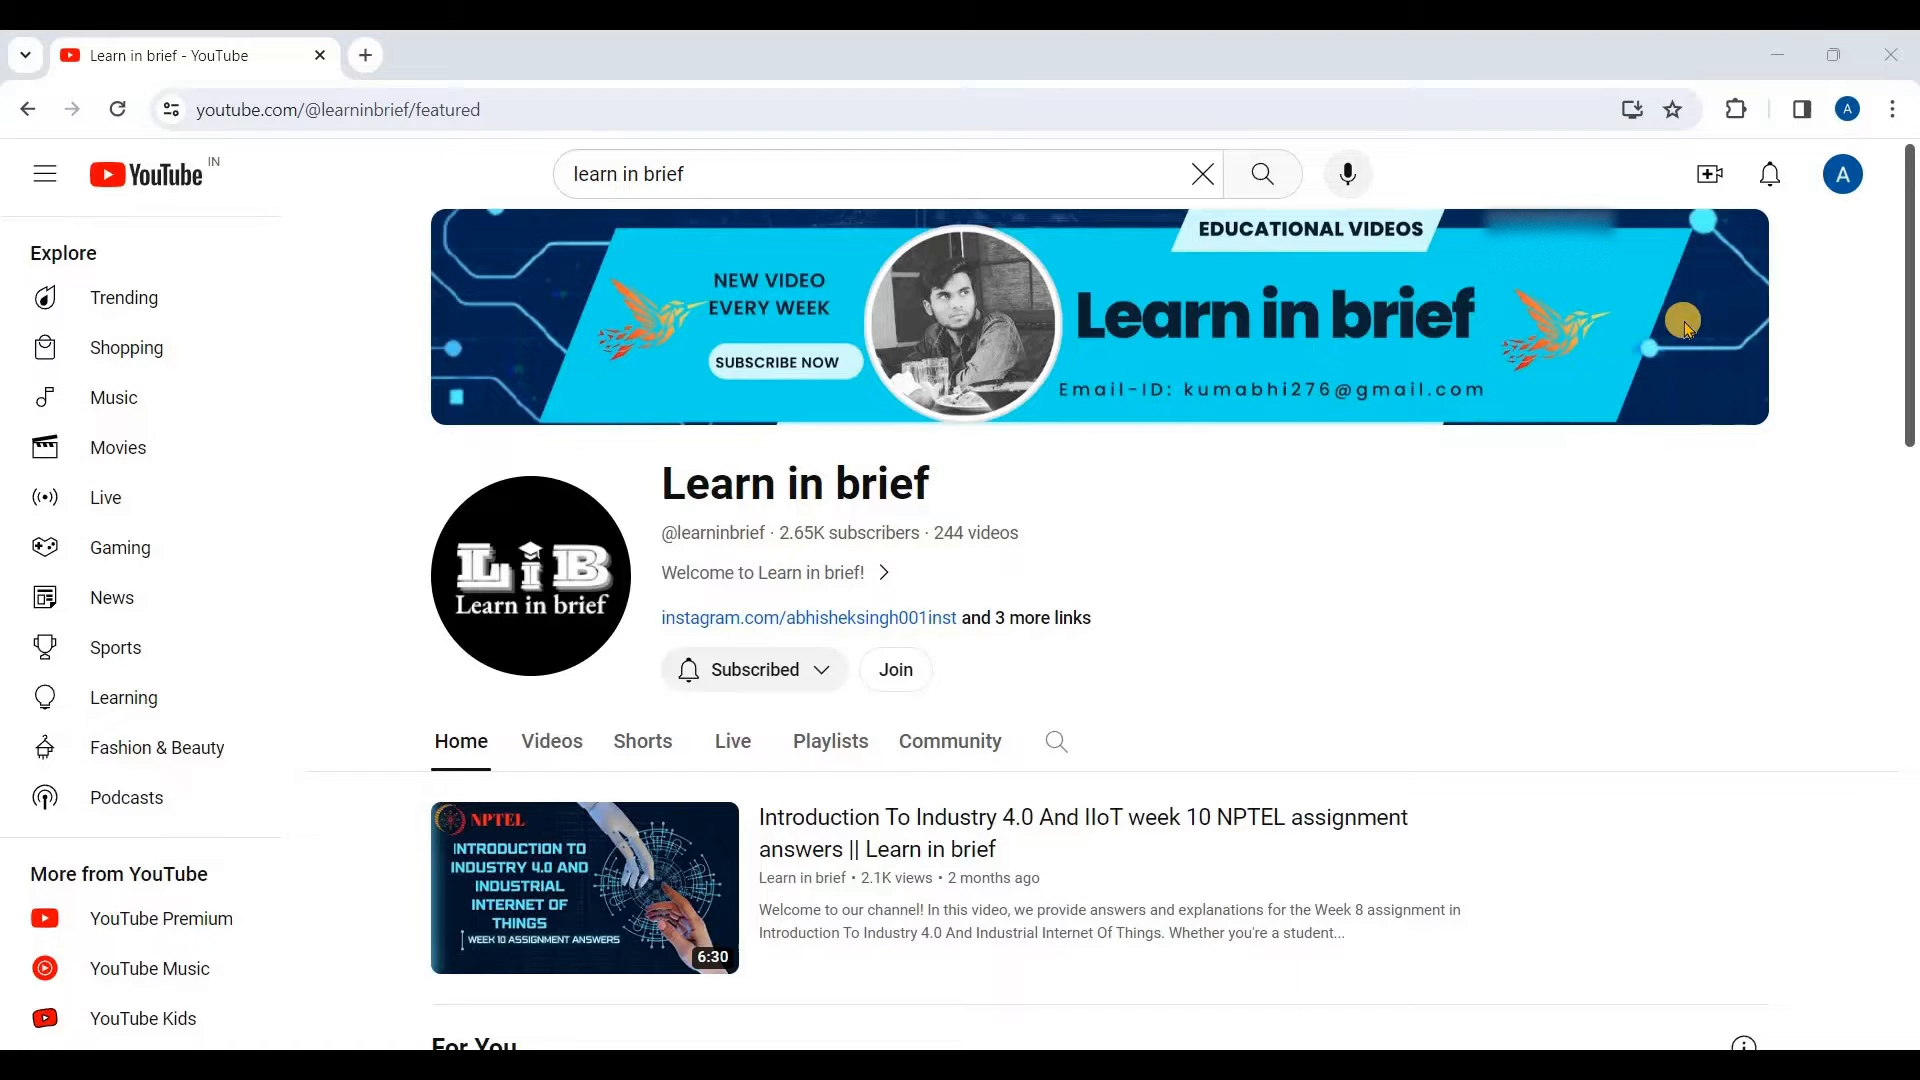 Learn in brief - YouTube
youtube.com/@learninbrief/featured
A
YouTube IN
learn in brief
A
Explore
Trending
Shopping
Music
Movies
Live
Gaming
News
Sports
Learning
Fashion & Beauty
Podcasts
More from YouTube
YouTube Premium
YouTube Music
YouTube Kids
EDUCATIONAL VIDEOS
NEW VIDEO
EVERY WEEK
SUBSCRIBE NOW
Learn in brief
Email-ID: kumabhi276@gmail.com
LiB
Learn in brief
Learn in brief
@learninbrief · 2.65K subscribers · 244 videos
Welcome to Learn in brief!
instagram.com/abhisheksingh001inst and 3 more links
Subscribed
Join
Home Videos Shorts Live Playlists Community
NPTEL
INTRODUCTION TO
INDUSTRY 4.0 AND
INDUSTRIAL
INTERNET OF
THINGS
WEEK 10 ASSIGNMENT ANSWERS
6:30
Introduction To Industry 4.0 And IIoT week 10 NPTEL assignment
answers || Learn in brief
Learn in brief • 2.1K views • 2 months ago
Welcome to our channel! In this video, we provide answers and explanations for the Week 8 assignment in
Introduction To Industry 4.0 And Industrial Internet Of Things. Whether you're a student...
For You